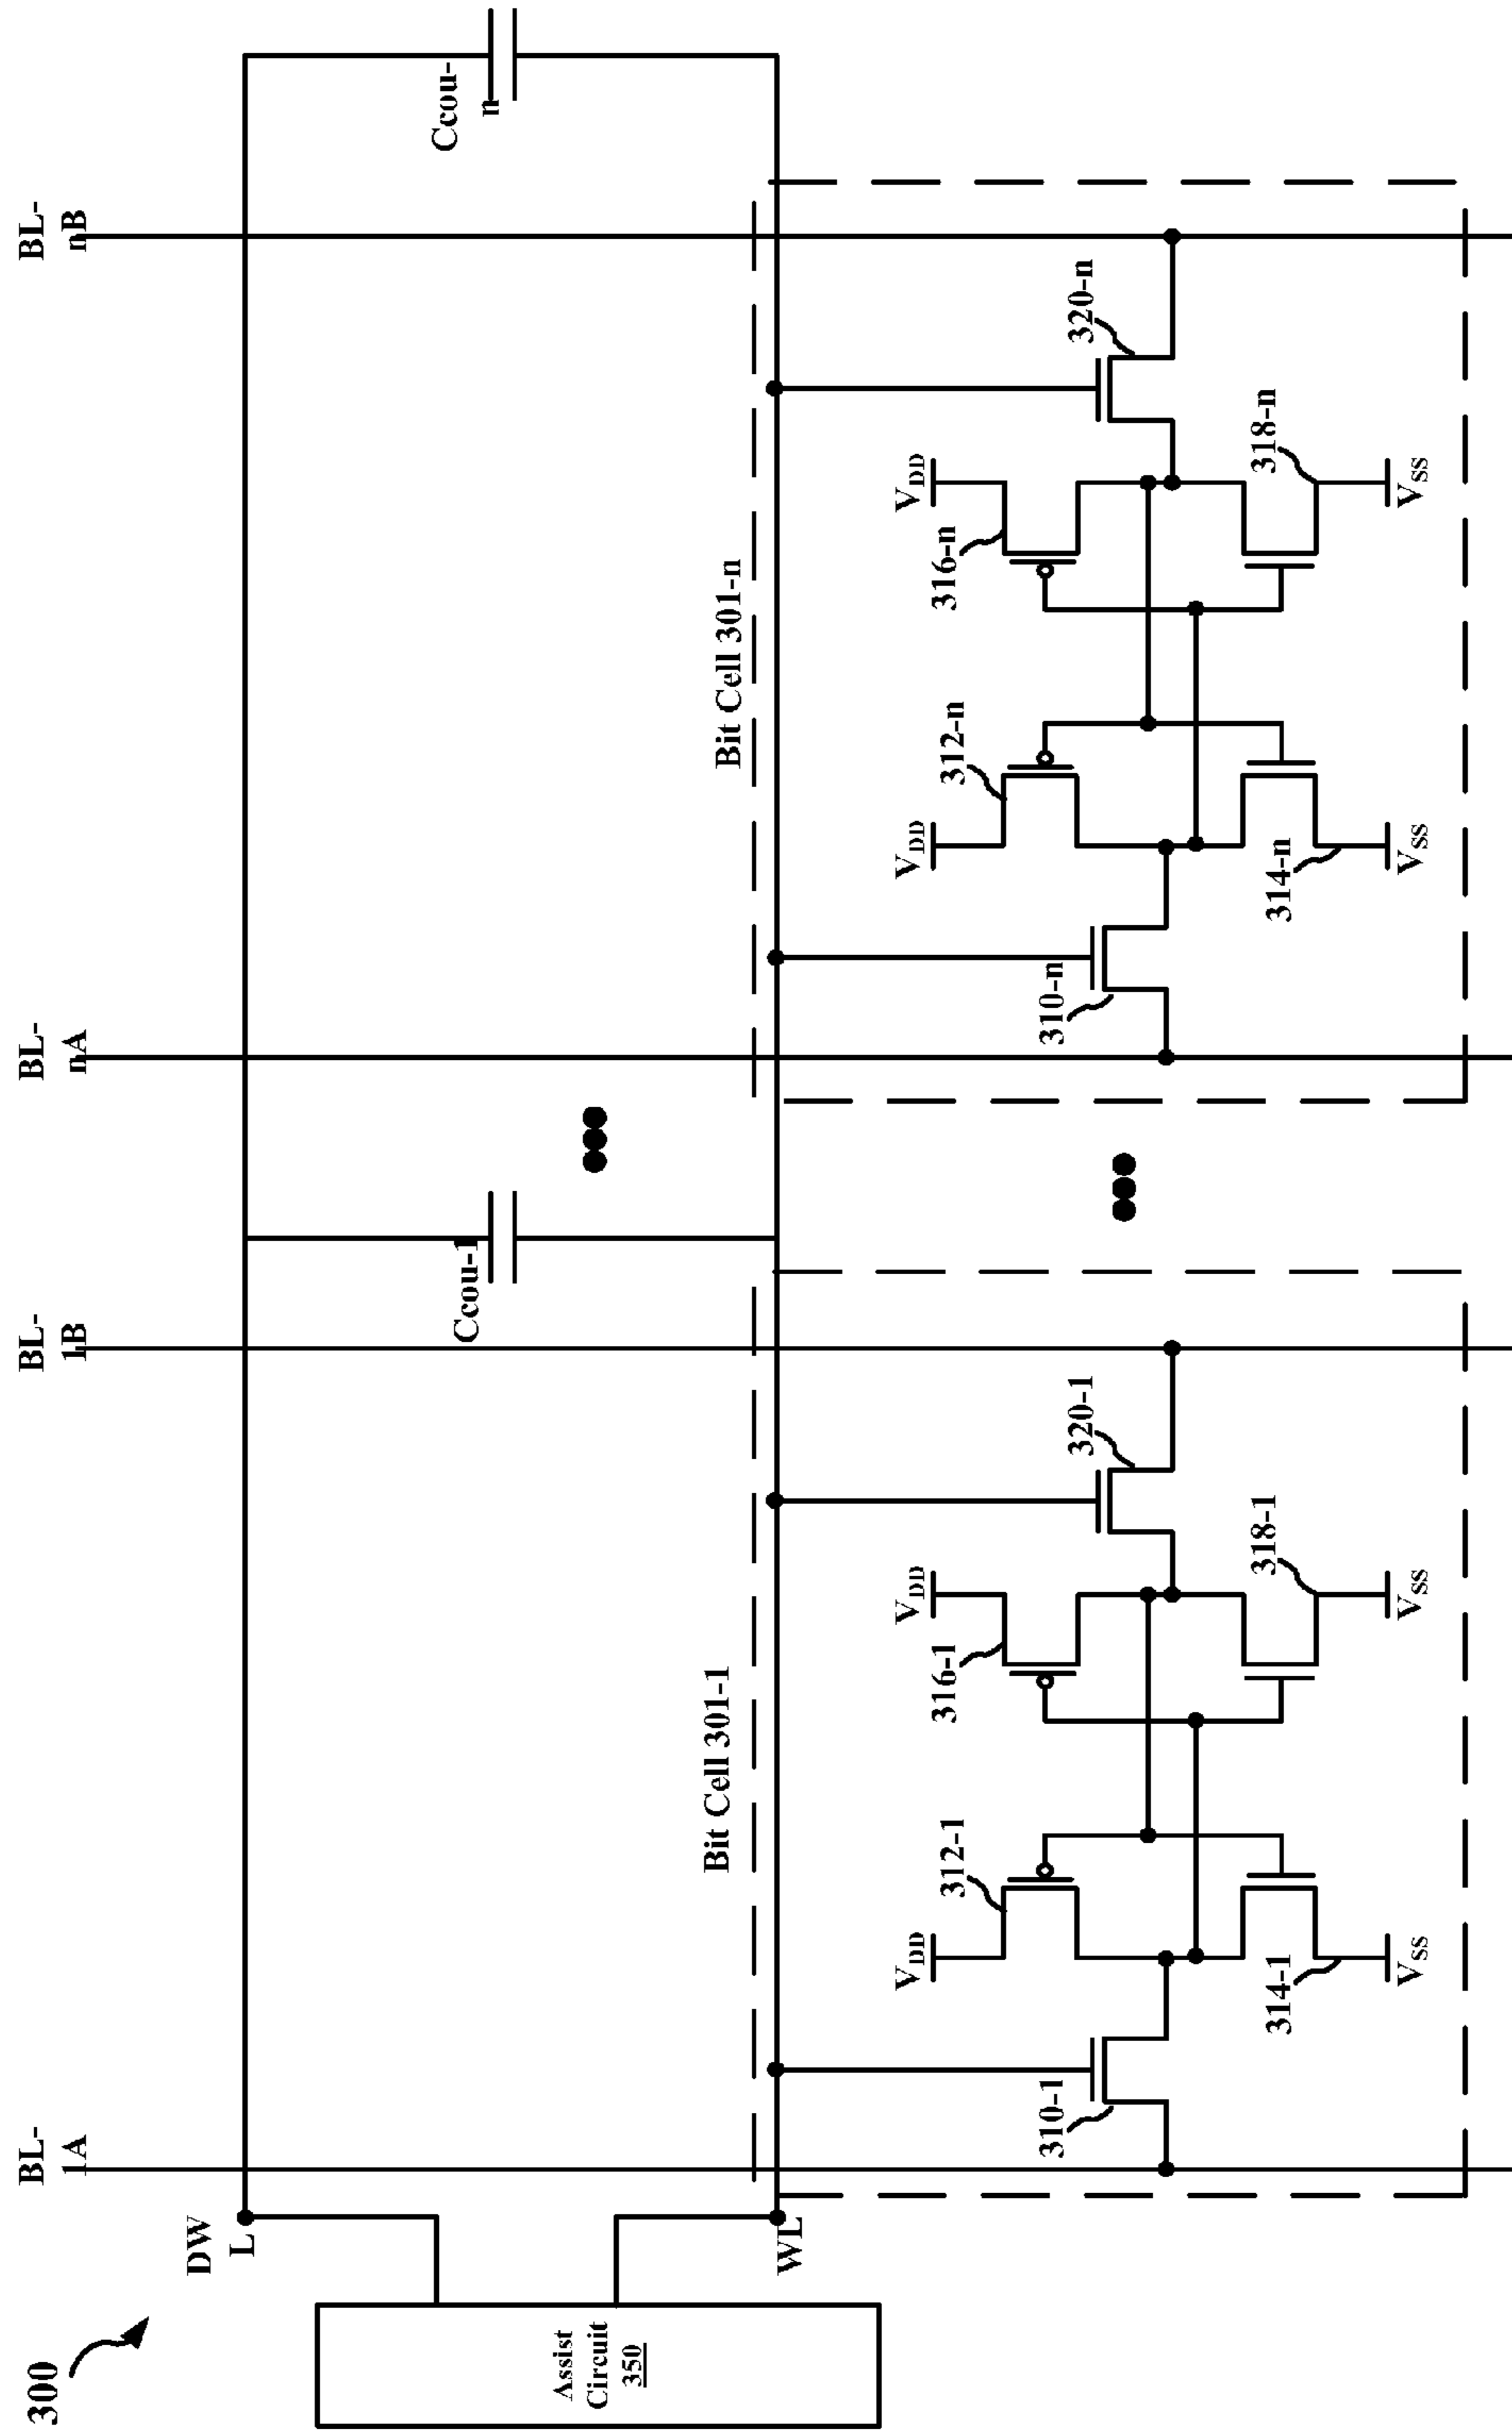 300
BL-
1A
BL-
1B
BL-
nA
BL-
nB
DW
L
Ccou-1
Ccou-
n
Assist
Circuit
350
WL
Bit Cell 301-1
Bit Cell 301-n
VDD
VDD
VDD
VDD
312-1
316-1
312-n
316-n
310-1
320-1
310-n
320-n
314-1
318-1
314-n
318-n
VSS
VSS
VSS
VSS